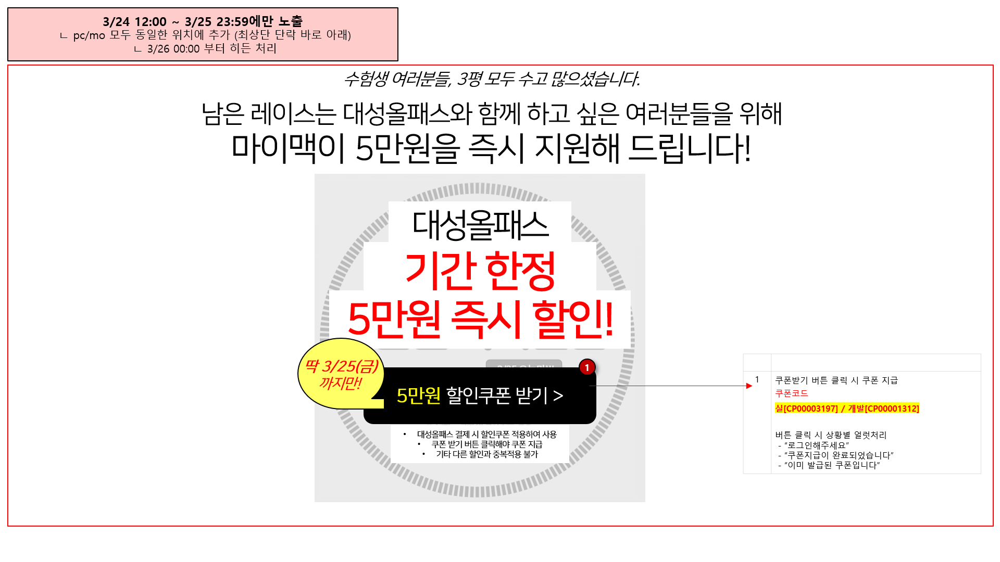 3/24 12:00 ~ 3/25 23:59에만 노출
ㄴ pc/mo 모두 동일한 위치에 추가 (최상단 단락 바로 아래)
ㄴ 3/26 00:00 부터 히든 처리
수험생 여러분들, 3평 모두 수고 많으셨습니다.
남은 레이스는 대성올패스와 함께 하고 싶은 여러분들을 위해
마이맥이 5만원을 즉시 지원해 드립니다!
대성올패스
기간 한정
5만원 즉시 할인!
딱 3/25(금)
까지만!
1
5만원 할인쿠폰 받기 >
• 대성올패스 결제 시 할인쿠폰 적용하여 사용
• 쿠폰 받기 버튼 클릭해야 쿠폰 지급
• 기타 다른 할인과 중복적용 불가
1
쿠폰받기 버튼 클릭 시 쿠폰 지급
쿠폰코드
실[CP00003197] / 개발[CP00001312]
버튼 클릭 시 상황별 얼럿처리
- “로그인해주세요”
- “쿠폰지급이 완료되었습니다”
- “이미 발급된 쿠폰입니다”